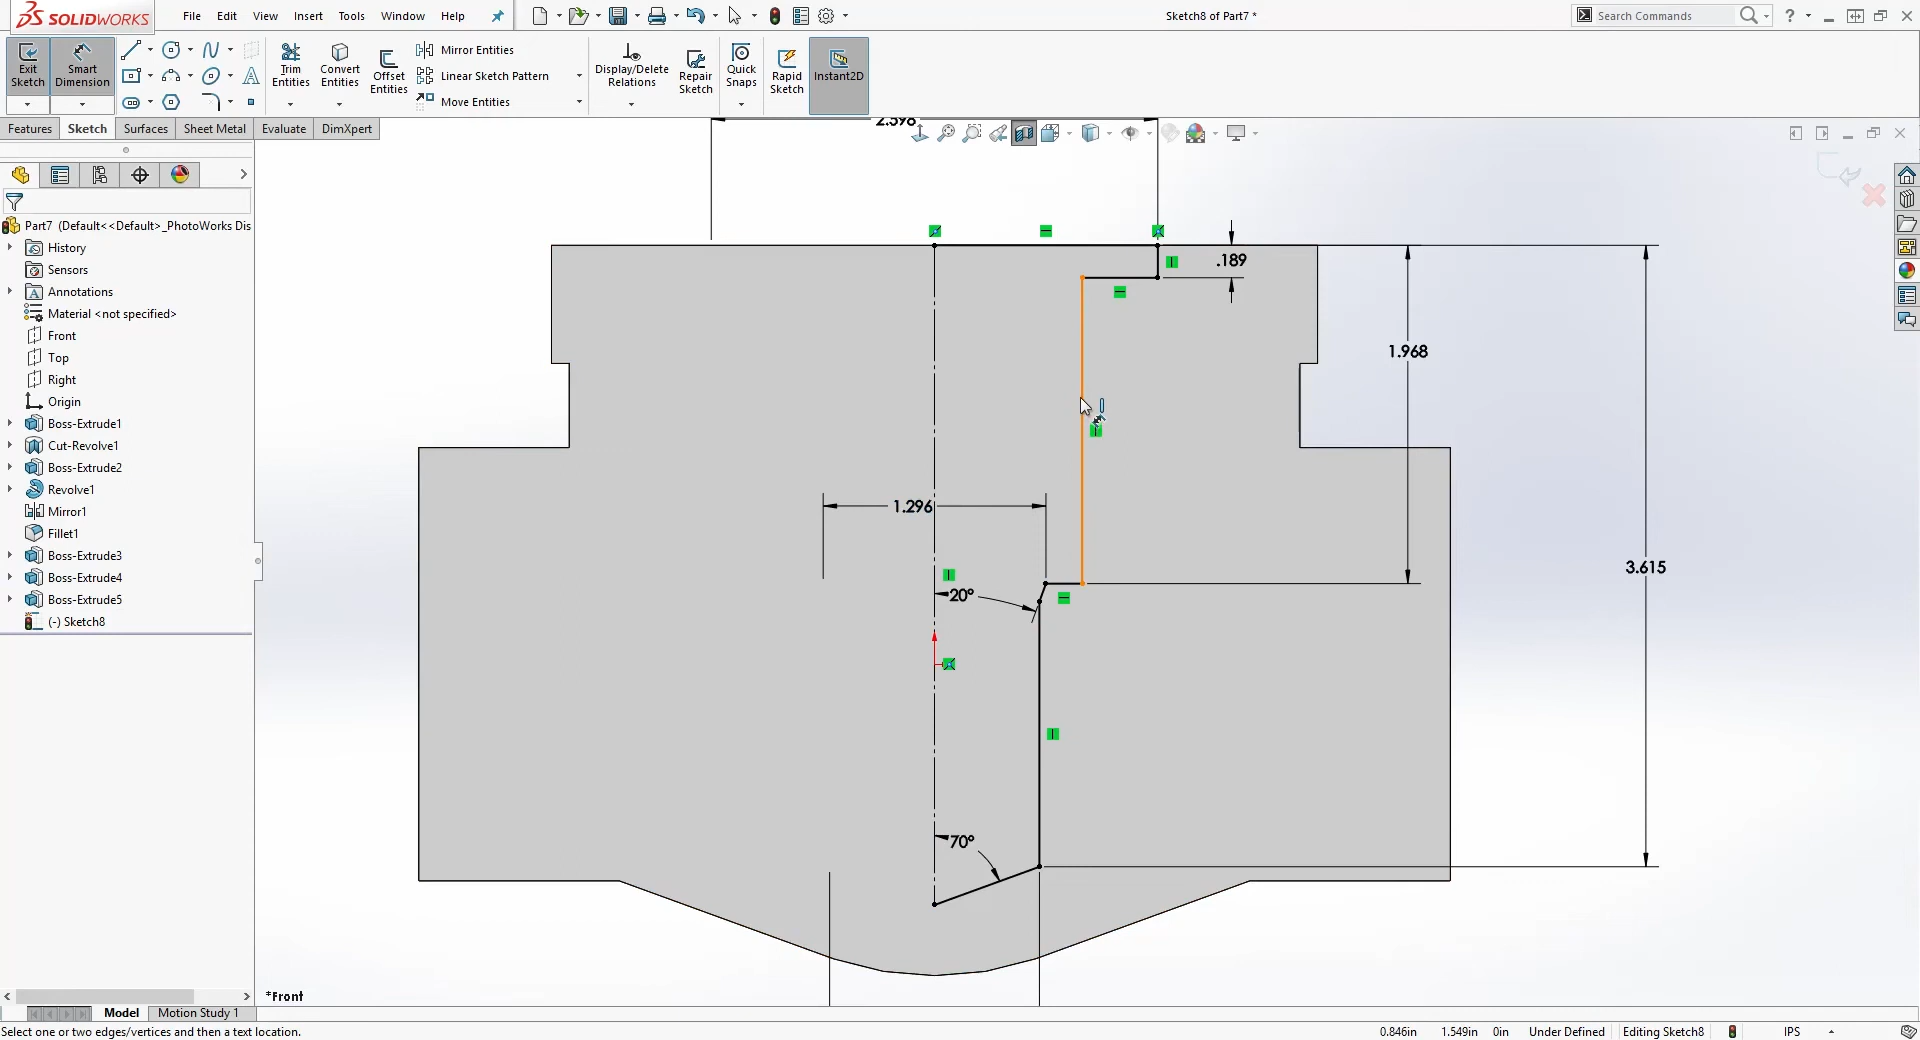 SOLIDWORKS
File Edit View Insert Tools Window Help
Sketch8 of Part7 *
Search Commands
Exit Sketch
Smart Dimension
Trim Entities
Convert Entities
Offset Entities
Mirror Entities
Linear Sketch Pattern
Move Entities
Display/Delete Relations
Repair Sketch
Quick Snaps
Rapid Sketch
Instant2D
Features Sketch Surfaces Sheet Metal Evaluate DimXpert
Part7 (Default<<Default>_PhotoWorks Dis
History
Sensors
Annotations
Material <not specified>
Front
Top
Right
Origin
Boss-Extrude1
Cut-Revolve1
Boss-Extrude2
Revolve1
Mirror1
Fillet1
Boss-Extrude3
Boss-Extrude4
Boss-Extrude5
(-) Sketch8
2.598
.189
1.968
1.296
3.615
20°
70°
*Front
Model Motion Study 1
Select one or two edges/vertices and then a text location.
0.846in 1.549in 0in Under Defined Editing Sketch8 IPS